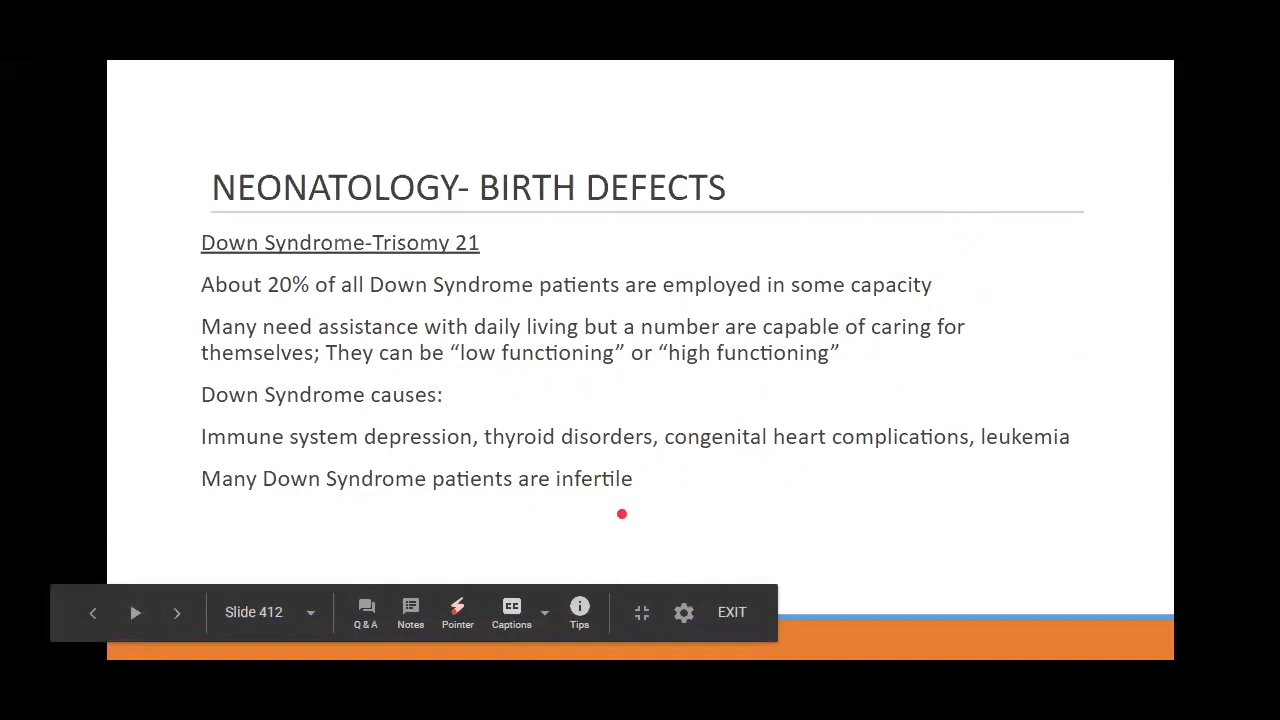 NEONATOLOGY- BIRTH DEFECTS
Down Syndrome-Trisomy 21
About 20% of all Down Syndrome patients are employed in some capacity
Many need assistance with daily living but a number are capable of caring for
themselves; They can be “low functioning” or “high functioning”
Down Syndrome causes:
Immune system depression, thyroid disorders, congenital heart complications, leukemia
Many Down Syndrome patients are infertile
Slide 412
Q & A
Notes
Pointer
CC
Captions
Tips
EXIT